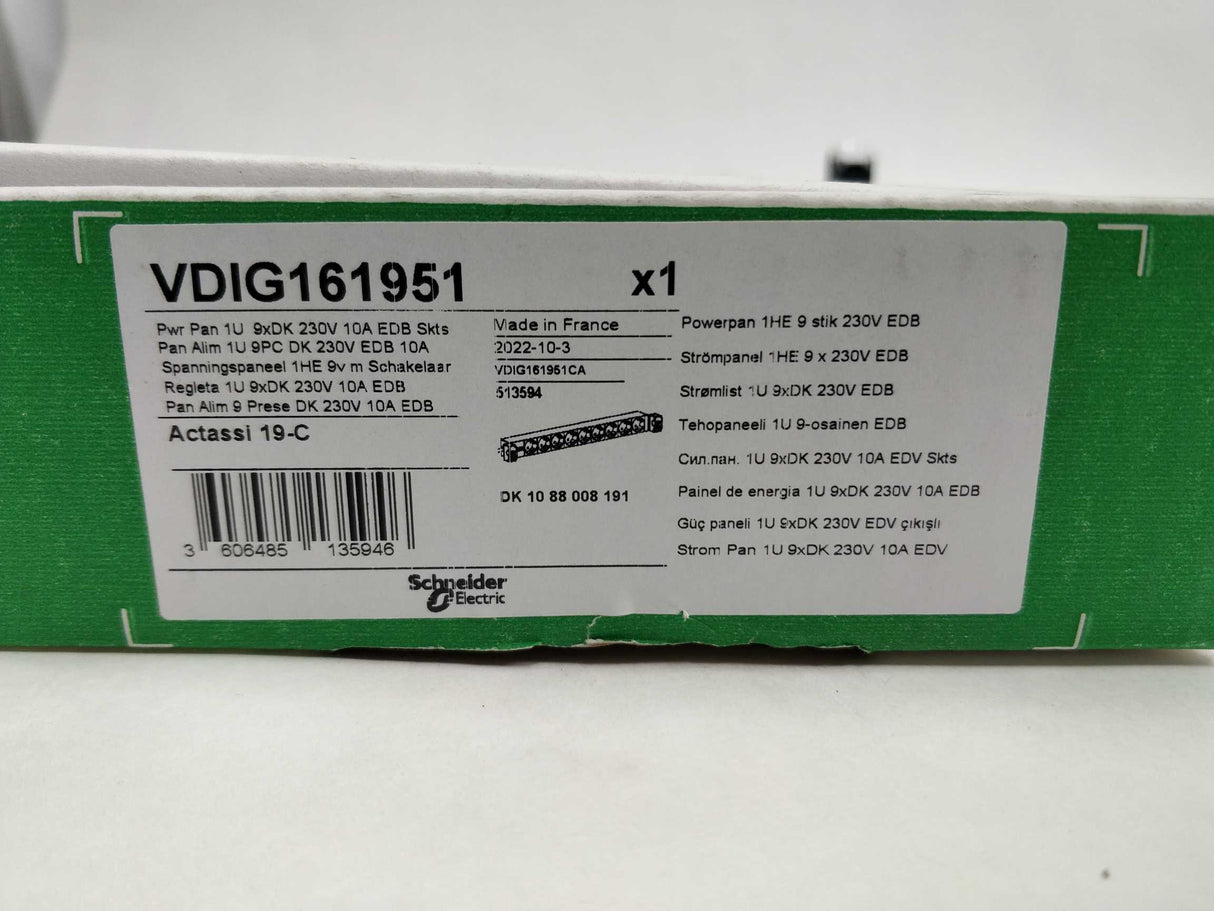 VDIG161951 x1
Pwr Pan 1U 9xDK 230V 10A EDB Skts
Pan Alim 1U 9PC DK 230V EDB 10A
Spanningspaneel 1HE 9v m Schakelaar
Regleta 1U 9xDK 230V 10A EDB
Pan Alim 9 Prese DK 230V 10A EDB
Actassi 19-C
3 606485 135946
Made in France
2022-10-3
VDIG161951CA
513594
DK 10 88 008 191
Powerpan 1HE 9 stik 230V EDB
Strömpanel 1HE 9 x 230V EDB
Strømlist 1U 9xDK 230V EDB
Tehopaneeli 1U 9-osainen EDB
Сил.пан. 1U 9xDK 230V 10A EDV Skts
Painel de energia 1U 9xDK 230V 10A EDB
Güç paneli 1U 9xDK 230V EDV çıkışlı
Strom Pan 1U 9xDK 230V 10A EDV
Schneider
Electric